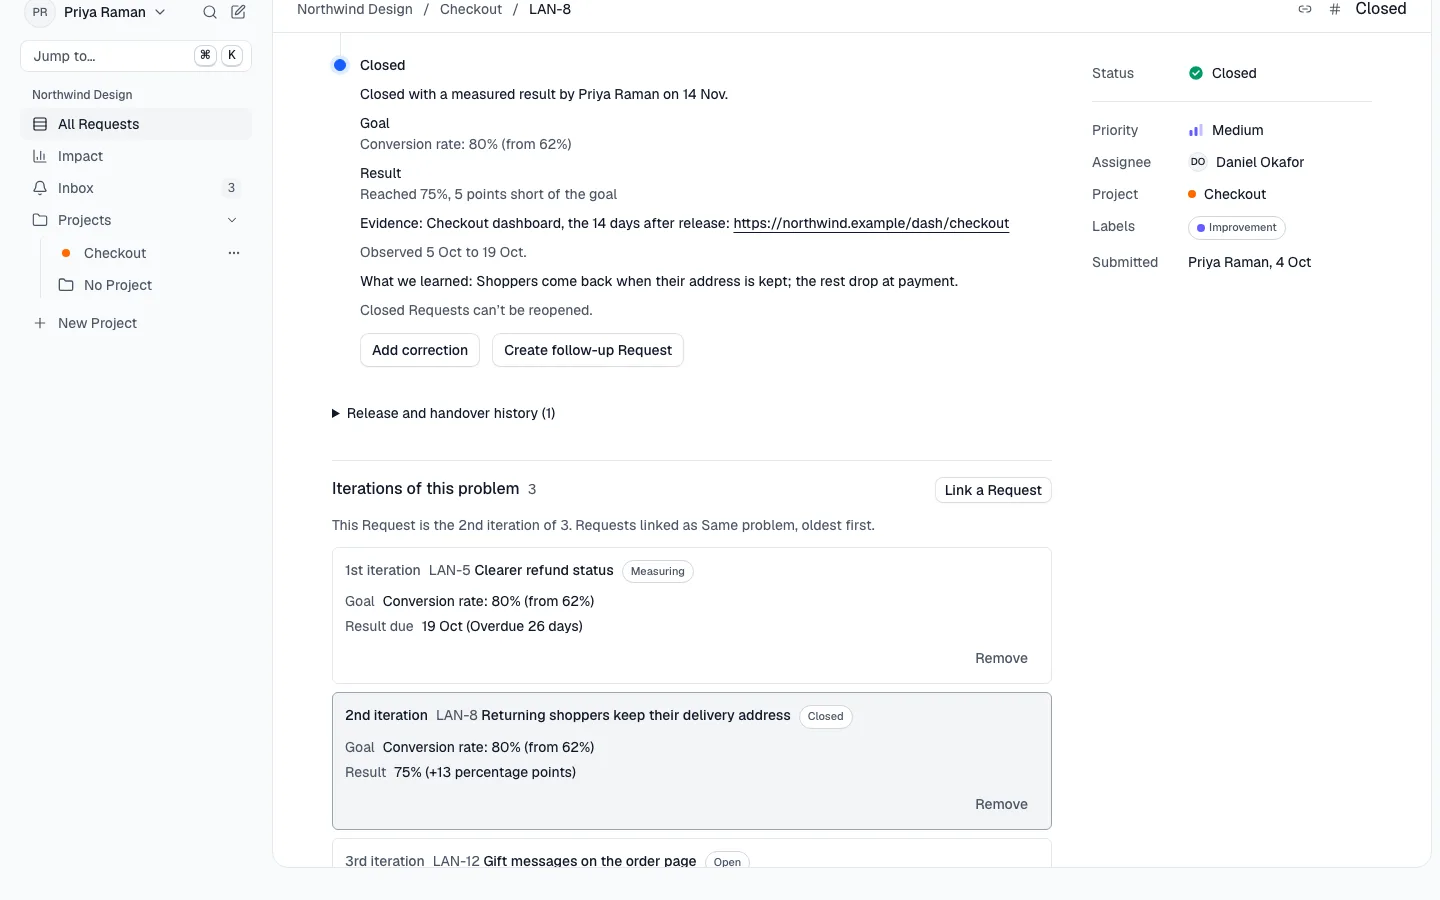 PR Priya Raman
Jump to… ⌘ K
Northwind Design
All Requests
Impact
Inbox 3
Projects
Checkout
No Project
New Project
Northwind Design / Checkout / LAN-8
# Closed
Closed
Closed with a measured result by Priya Raman on 14 Nov.
Goal
Conversion rate: 80% (from 62%)
Result
Reached 75%, 5 points short of the goal
Evidence: Checkout dashboard, the 14 days after release: https://northwind.example/dash/checkout
Observed 5 Oct to 19 Oct.
What we learned: Shoppers come back when their address is kept; the rest drop at payment.
Closed Requests can’t be reopened.
Add correction Create follow-up Request
Release and handover history (1)
Iterations of this problem 3
Link a Request
This Request is the 2nd iteration of 3. Requests linked as Same problem, oldest first.
1st iteration LAN-5 Clearer refund status Measuring
Goal Conversion rate: 80% (from 62%)
Result due 19 Oct (Overdue 26 days)
Remove
2nd iteration LAN-8 Returning shoppers keep their delivery address Closed
Goal Conversion rate: 80% (from 62%)
Result 75% (+13 percentage points)
Remove
3rd iteration LAN-12 Gift messages on the order page Open
Status Closed
Priority Medium
Assignee DO Daniel Okafor
Project Checkout
Labels Improvement
Submitted Priya Raman, 4 Oct